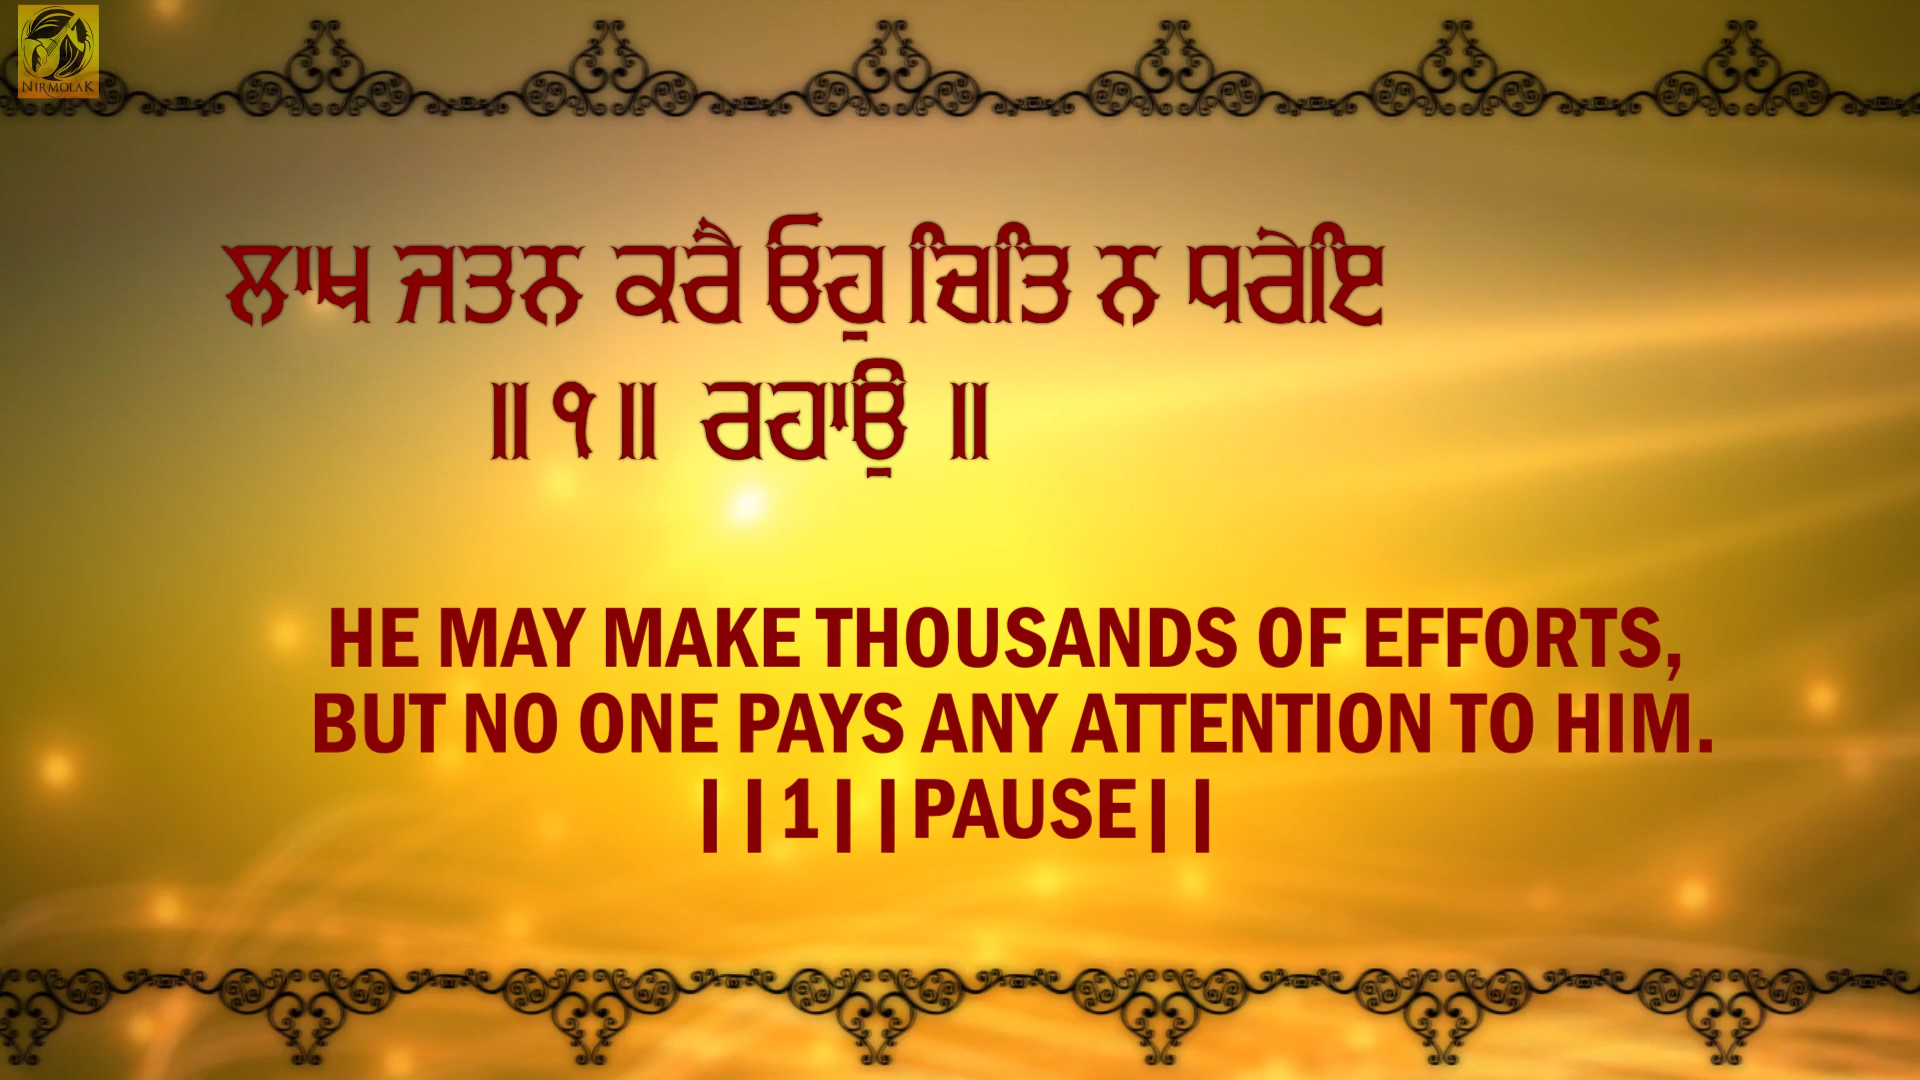 NIRMOLAK
ਲਾਖ ਜਤਨ ਕਰੈ ਓਹੁ ਚਿਤਿ ਨ ਧਰੇਇ
॥੧॥ ਰਹਾਉ ॥
HE MAY MAKE THOUSANDS OF EFFORTS,
BUT NO ONE PAYS ANY ATTENTION TO HIM.
||1||PAUSE||